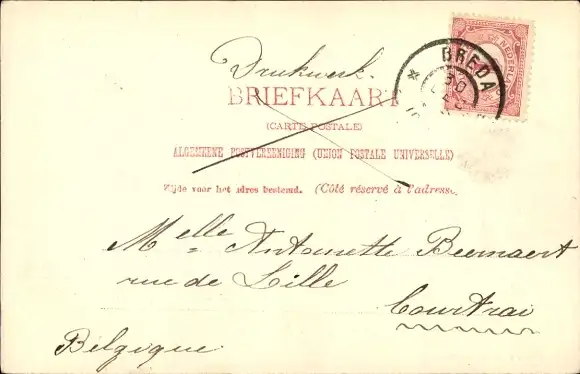 Drukwerk.
BRIEFKAART
(CARTE POSTALE)
ALGEMEENE POSTVEREENIGING (UNION POSTALE UNIVERSELLE)
Zijde voor het adres bestemd. (Côté réservé à l'adresse.
BREDA
NEDERLA
Melle Antoinette Beernaert
rue de Lille
Courtrai
Belgique